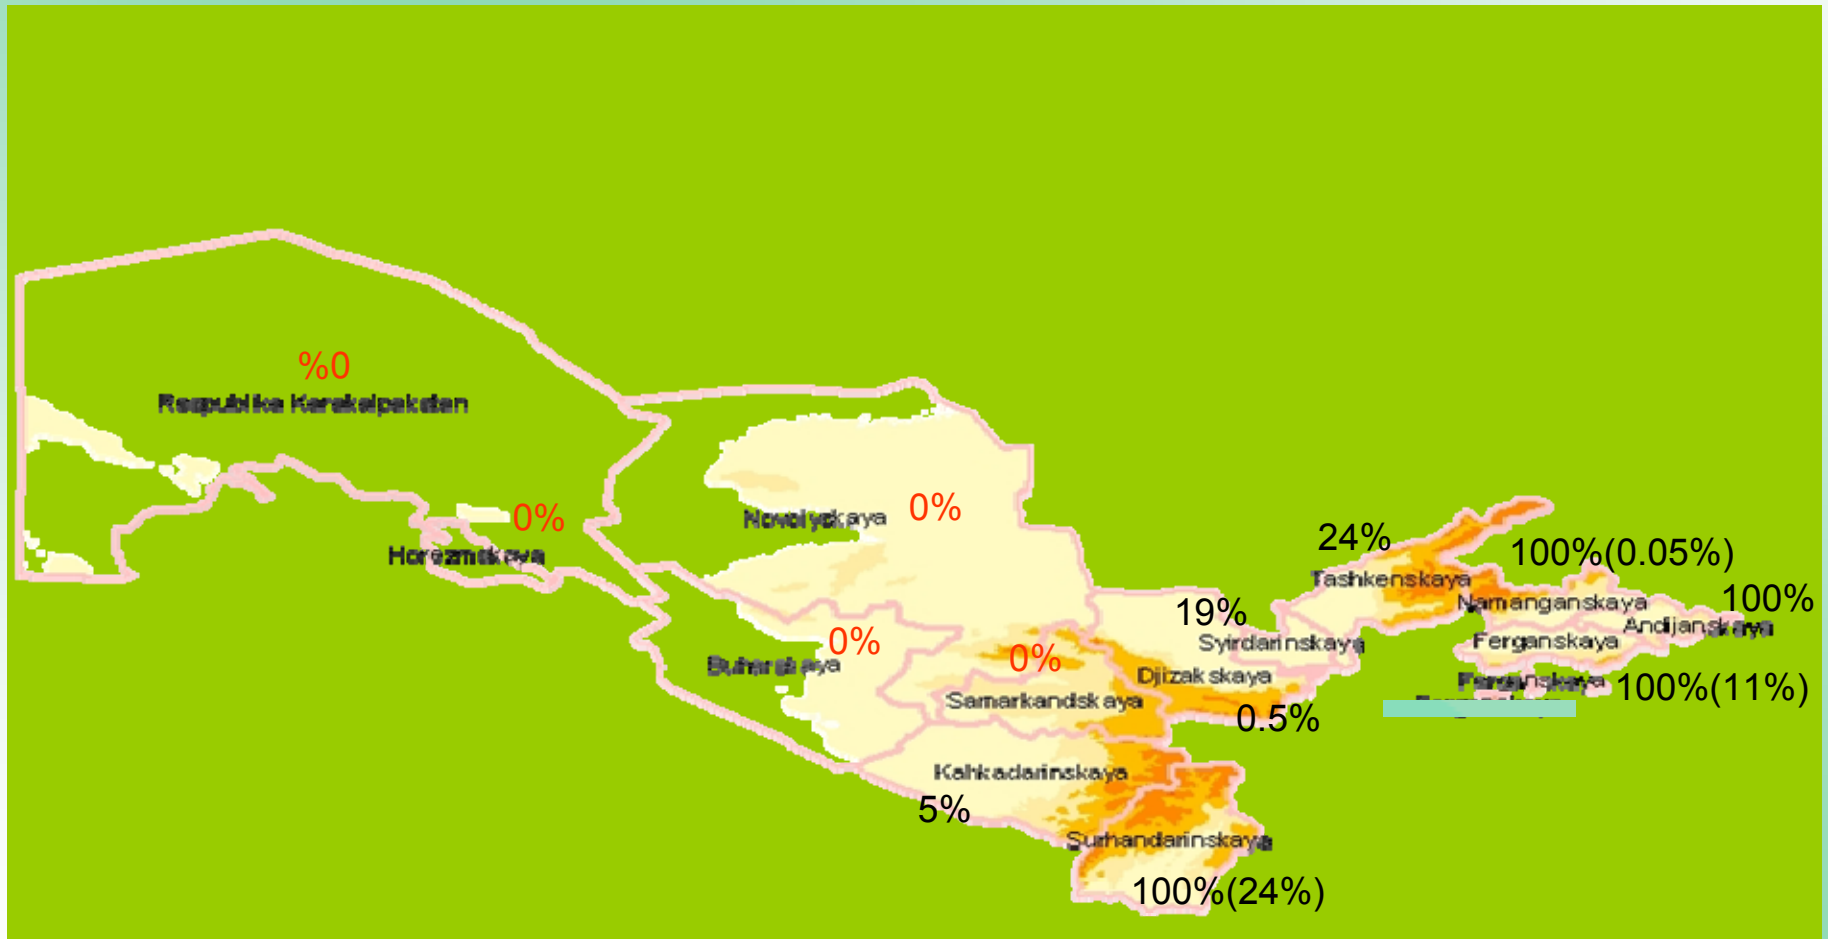 %0
Respublika Karakalpakstan
0%
Horezmskaya
Novoiyskaya
0%
0%
Buharskaya
0%
Samarkandskaya
Kahkadarinskaya
5%
Surhandarinskaya
100%(24%)
19%
Syirdarinskaya
Djizakskaya
0.5%
24%
Tashkenskaya
100%(0.05%)
Namanganskaya
100%
Andijanskaya
Ferganskaya
Ferganskaya
100%(11%)